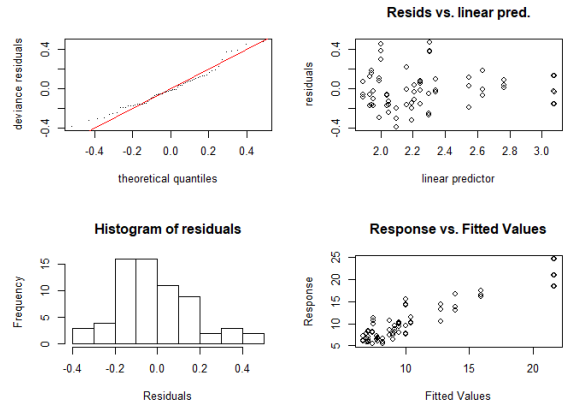 deviance residuals
-0.4 0.0 0.4
-0.4 -0.2 0.0 0.2 0.4
theoretical quantiles
Resids vs. linear pred.
residuals
-0.4 0.0 0.4
2.0 2.2 2.4 2.6 2.8 3.0
linear predictor
Histogram of residuals
Frequency
0 5 10 15
-0.4 -0.2 0.0 0.2 0.4
Residuals
Response vs. Fitted Values
Response
5 10 15 20 25
10 15 20
Fitted Values